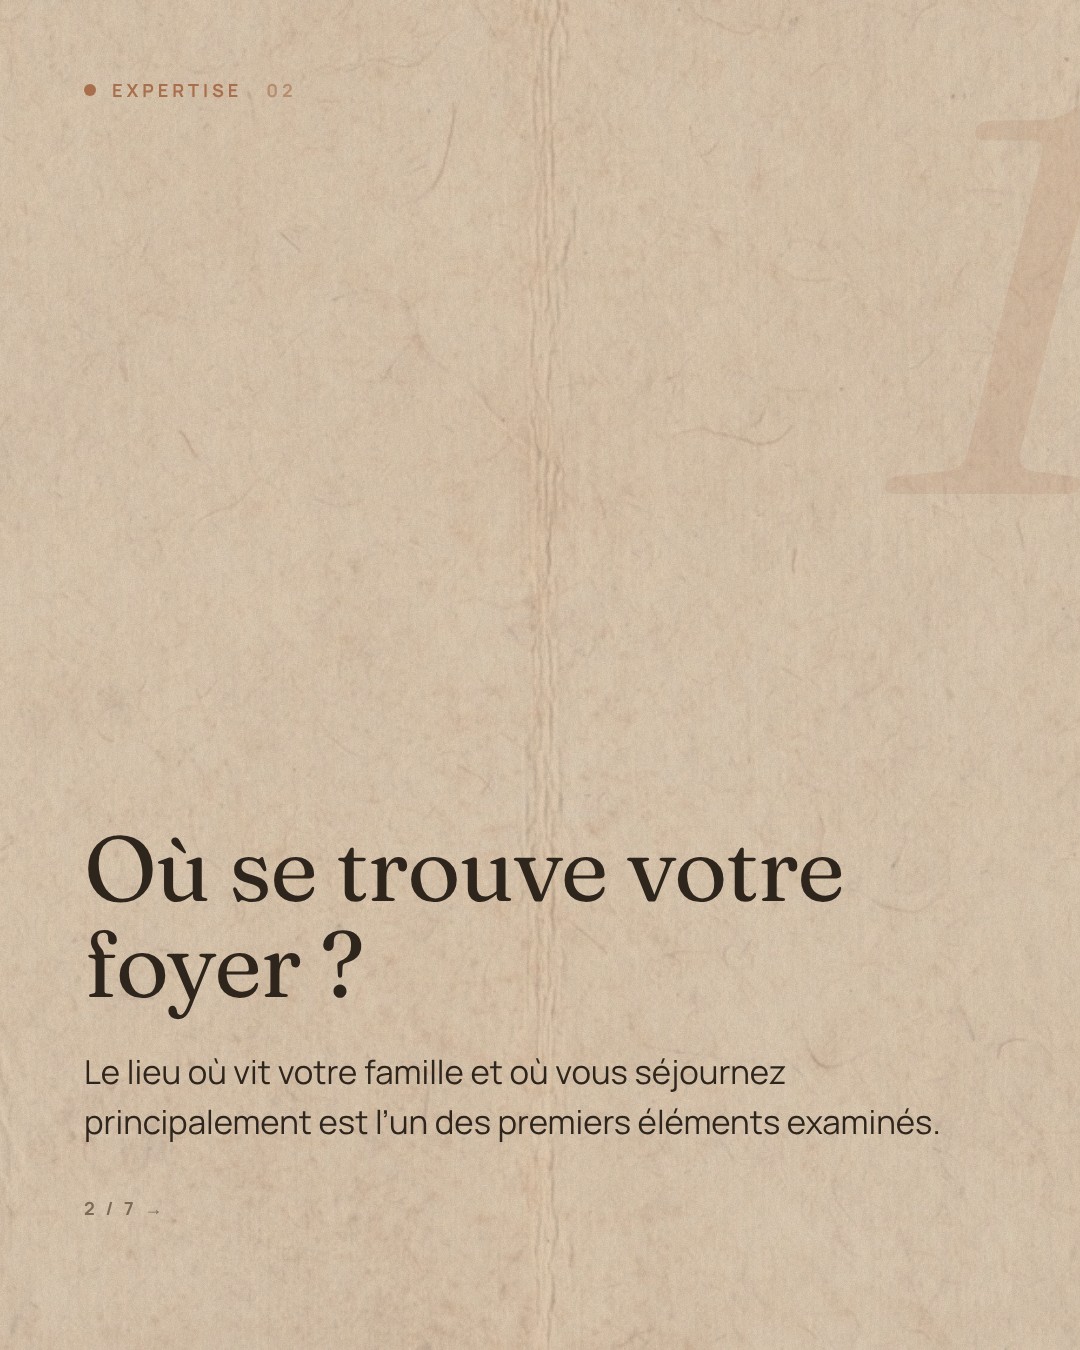 EXPERTISE 02
1
Où se trouve votre
foyer ?
Le lieu où vit votre famille et où vous séjournez
principalement est l’un des premiers éléments examinés.
2 / 7 →